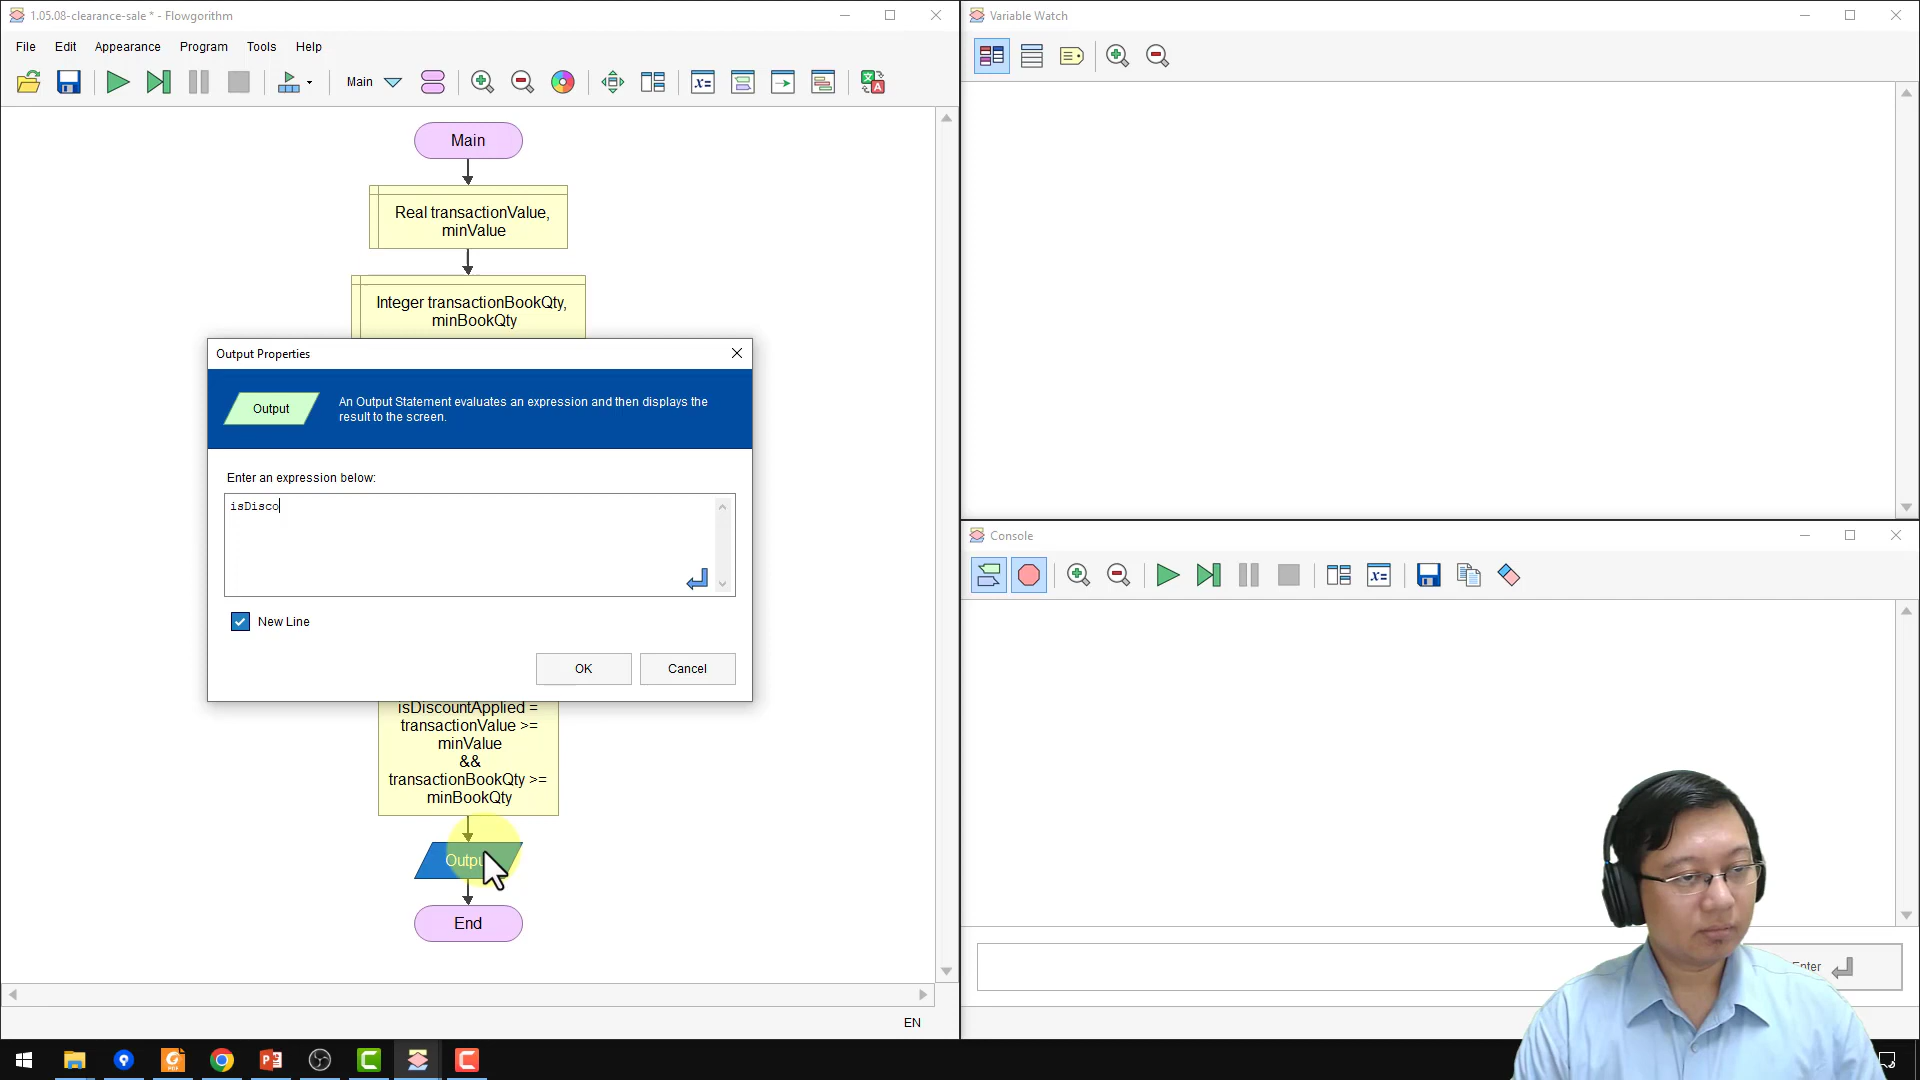 1.05.08-clearance-sale * - Flowgorithm
File Edit Appearance Program Tools Help
Main
Main
Real transactionValue,
minValue
Integer transactionBookQty,
minBookQty
Output Properties
Output
An Output Statement evaluates an expression and then displays the
result to the screen.
Enter an expression below:
isDisco
New Line
OK
Cancel
isDiscountApplied =
transactionValue >=
minValue
&&
transactionBookQty >=
minBookQty
Output
End
EN
Variable Watch
Console
Enter